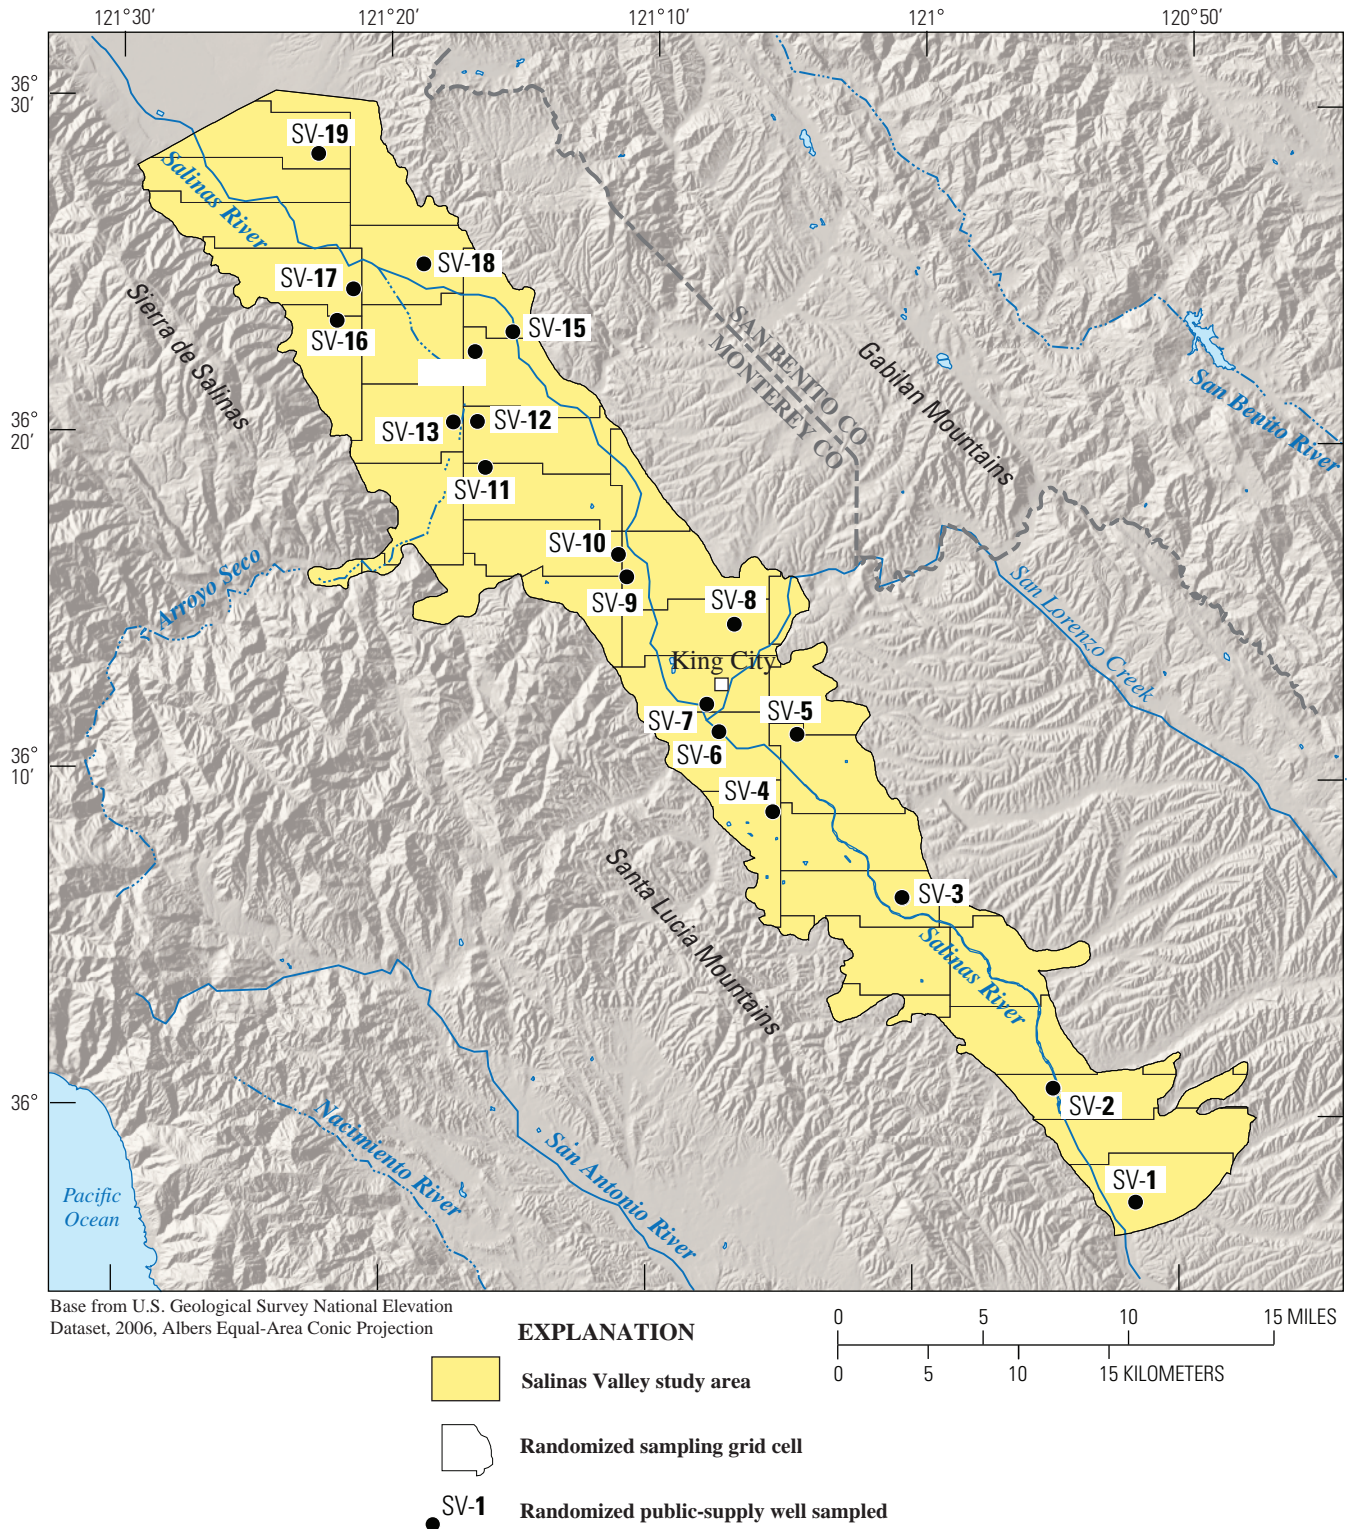 121°30′
121°20′
121°10′
121°
120°50′
36°
30′
SV-19
Salinas River
SV-18
SV-17
SV-16
SV-15
Sierra de Salinas
SAN BENITO CO
MONTEREY CO
Gabilan Mountains
San Benito River
36°
20′
SV-13
SV-12
SV-11
SV-10
SV-9
Arroyo Seco
SV-8
San Lorenzo Creek
King City
SV-7
SV-5
SV-6
36°
10′
SV-4
Santa Lucia Mountains
SV-3
Salinas River
36°
SV-2
Nacimiento River
San Antonio River
SV-1
Pacific
Ocean
Base from U.S. Geological Survey National Elevation
Dataset, 2006, Albers Equal-Area Conic Projection
0 5 10 15 MILES
0 5 10 15 KILOMETERS
EXPLANATION
Salinas Valley study area
Randomized sampling grid cell
SV-1 Randomized public-supply well sampled